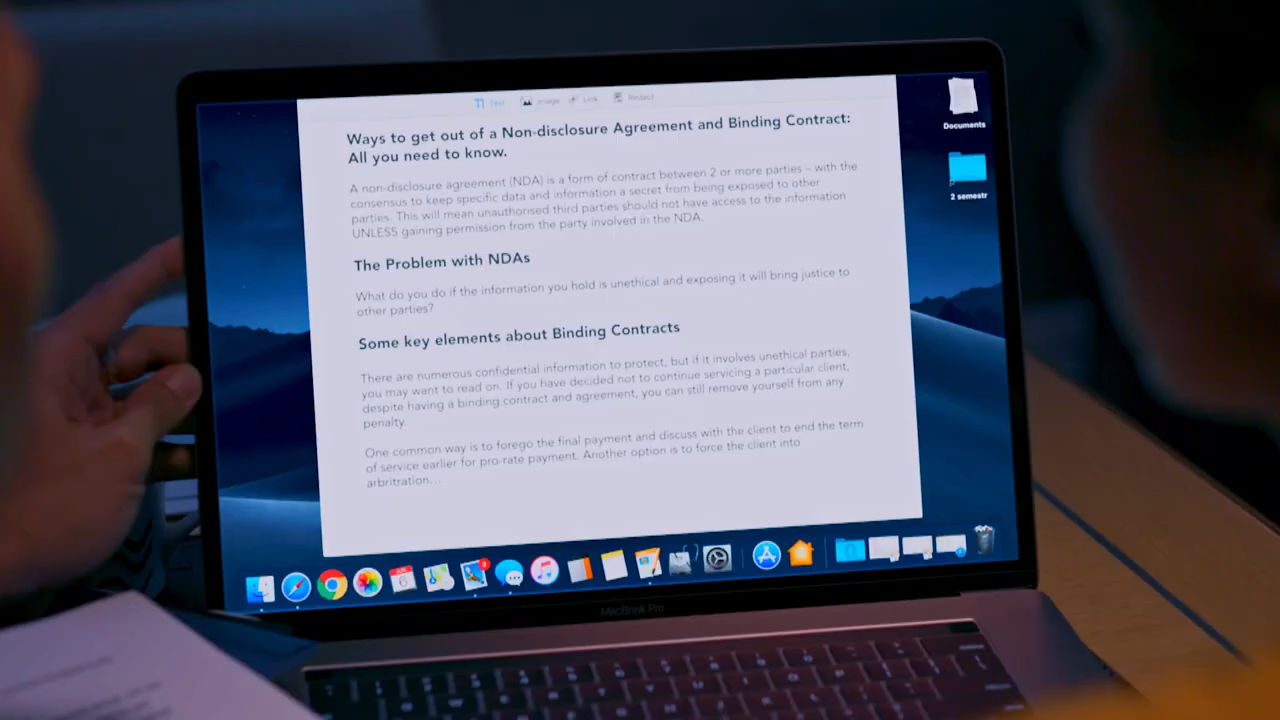 Text Image Link Redact
Ways to get out of a Non-disclosure Agreement and Binding Contract:
All you need to know.
A non-disclosure agreement (NDA) is a form of contract between 2 or more parties – with the
consensus to keep specific data and information a secret from being exposed to other
parties. This will mean unauthorised third parties should not have access to the information
UNLESS gaining permission from the party involved in the NDA.
The Problem with NDAs
What do you do if the information you hold is unethical and exposing it will bring justice to
other parties?
Some key elements about Binding Contracts
There are numerous confidential information to protect, but if it involves unethical parties,
you may want to read on. If you have decided not to continue servicing a particular client,
despite having a binding contract and agreement, you can still remove yourself from any
penalty.
One common way is to forego the final payment and discuss with the client to end the term
of service earlier for pro-rate payment. Another option is to force the client into
arbritration...
Documents
2 semestr
6
MacBook Pro